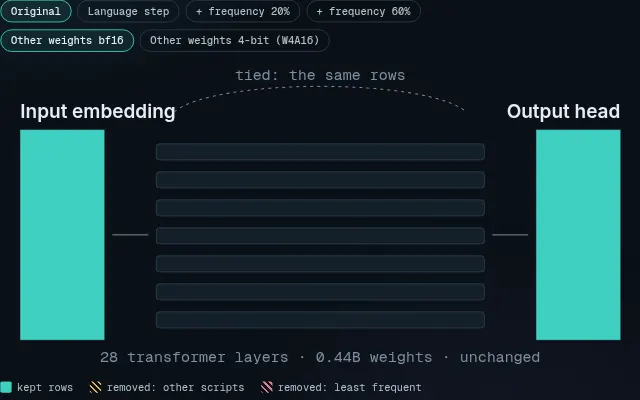 Original Language step + frequency 20% + frequency 60%
Other weights bf16 Other weights 4-bit (W4A16)
tied: the same rows
Input embedding Output head
28 transformer layers · 0.44B weights · unchanged
kept rows removed: other scripts removed: least frequent